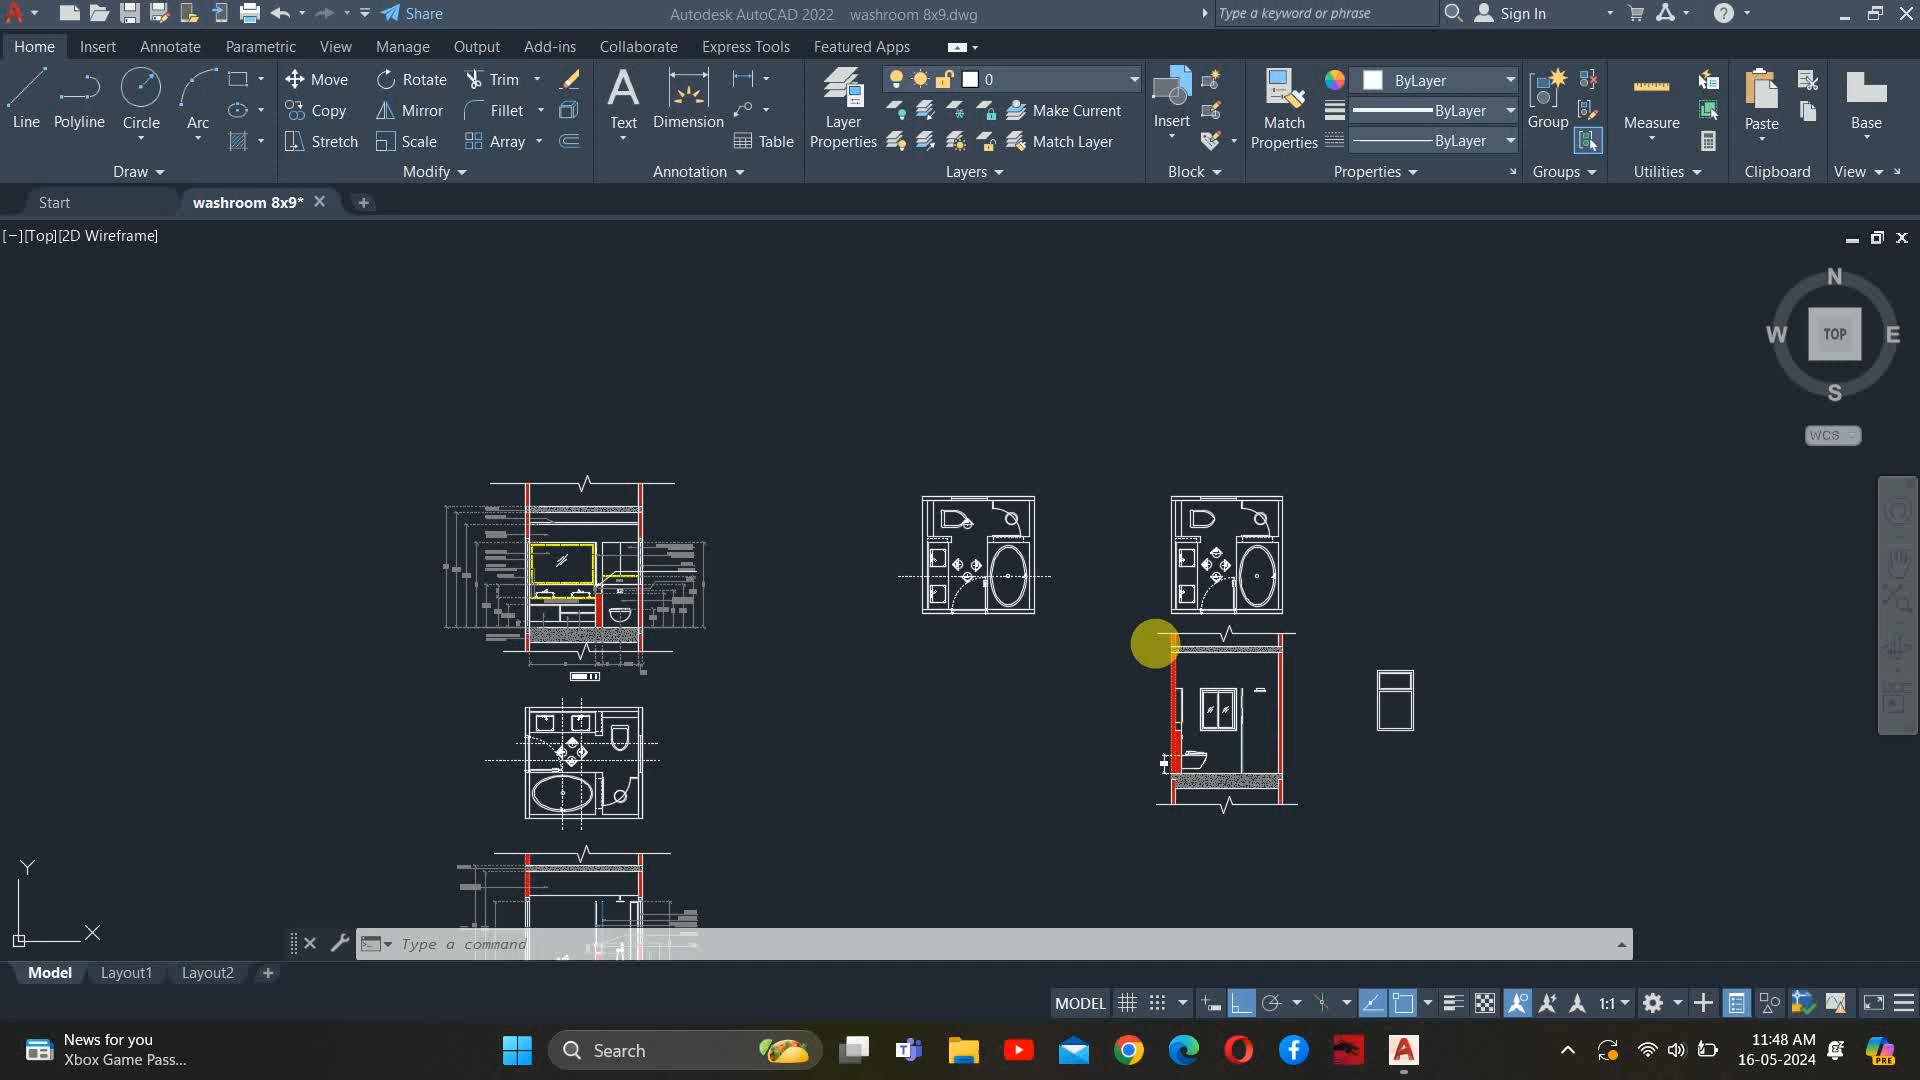 Share
Autodesk AutoCAD 2022 washroom 8x9.dwg
Type a keyword or phrase
Sign In
Home Insert Annotate Parametric View Manage Output Add-ins Collaborate Express Tools Featured Apps
Line Polyline Circle Arc
Move Rotate Trim
Copy Mirror Fillet
Stretch Scale Array
Text Dimension
Table
Layer Properties
0
Make Current
Match Layer
Insert
Match Properties
ByLayer
ByLayer
ByLayer
Group
Measure
Paste
Base
Draw Modify Annotation Layers Block Properties Groups Utilities Clipboard View
Start washroom 8x9*
[−][Top][2D Wireframe]
N
W TOP E
S
WCS
Y
X
Type a command
Model Layout1 Layout2
MODEL 1:1
News for you
Xbox Game Pass...
Search
11:48 AM
16-05-2024
PRE